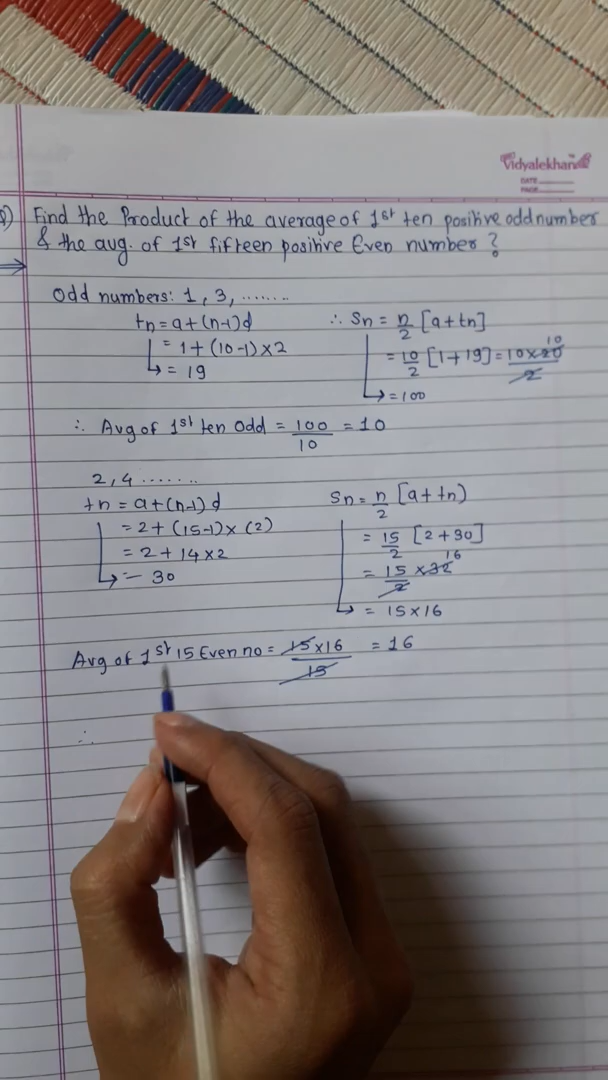 Vidyalekhan
DATE
PAGE
Q) Find the Product of the average of 1st ten positive odd number
& the avg. of 1st fifteen positive Even number ?
Odd numbers: 1, 3, .......
tn = a+(n-1)d
= 1+(10-1)×2
= 19
∴ Sn = n/2 [a+tn]
= 10/2 [1+19] = 10×20/2 10
= 100
∴ Avg of 1st ten Odd = 100/10 = 10
2, 4 .......
tn = a+(n-1)d
= 2+(15-1)×(2)
= 2+14×2
= 30
Sn = n/2 [a+tn)
= 15/2 [2+30]
= 15/2 ×32 16
= 15×16
Avg of 1st 15 Even no = 15×16/15 = 16
∴